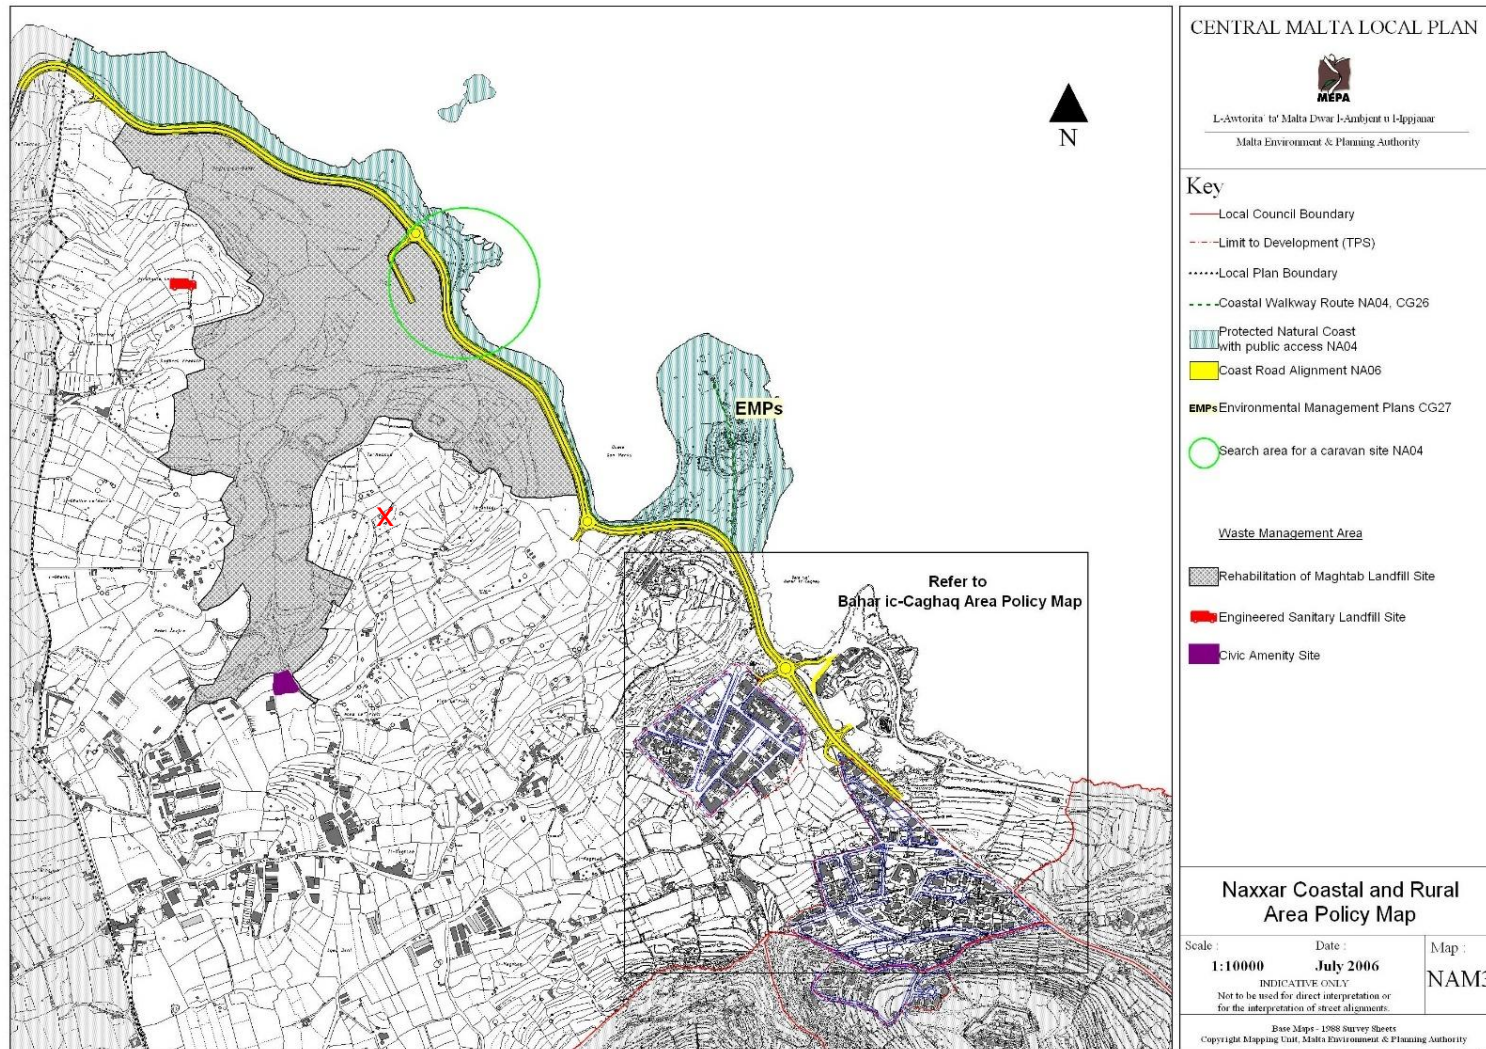 EMPs
N
Refer to
Bahar ic-Caghaq Area Policy Map
X
CENTRAL MALTA LOCAL PLAN
MEPA
L-Awtorita' ta' Malta Dwar l-Ambjent u l-Ippjanar
Malta Environment & Planning Authority
Key
Local Council Boundary
Limit to Development (TPS)
Local Plan Boundary
Coastal Walkway Route NA04, CG26
Protected Natural Coast
with public access NA04
Coast Road Alignment NA06
EMPs Environmental Management Plans CG27
Search area for a caravan site NA04
Waste Management Area
Rehabilitation of Maghtab Landfill Site
Engineered Sanitary Landfill Site
Civic Amenity Site
Naxxar Coastal and Rural
Area Policy Map
Scale : Date : Map :
1:10000 July 2006 NAM3
INDICATIVE ONLY
Not to be used for direct interpretation or
for the interpretation of street alignments.
Base Maps - 1988 Survey Sheets
Copyright Mapping Unit, Malta Environment & Planning Authority